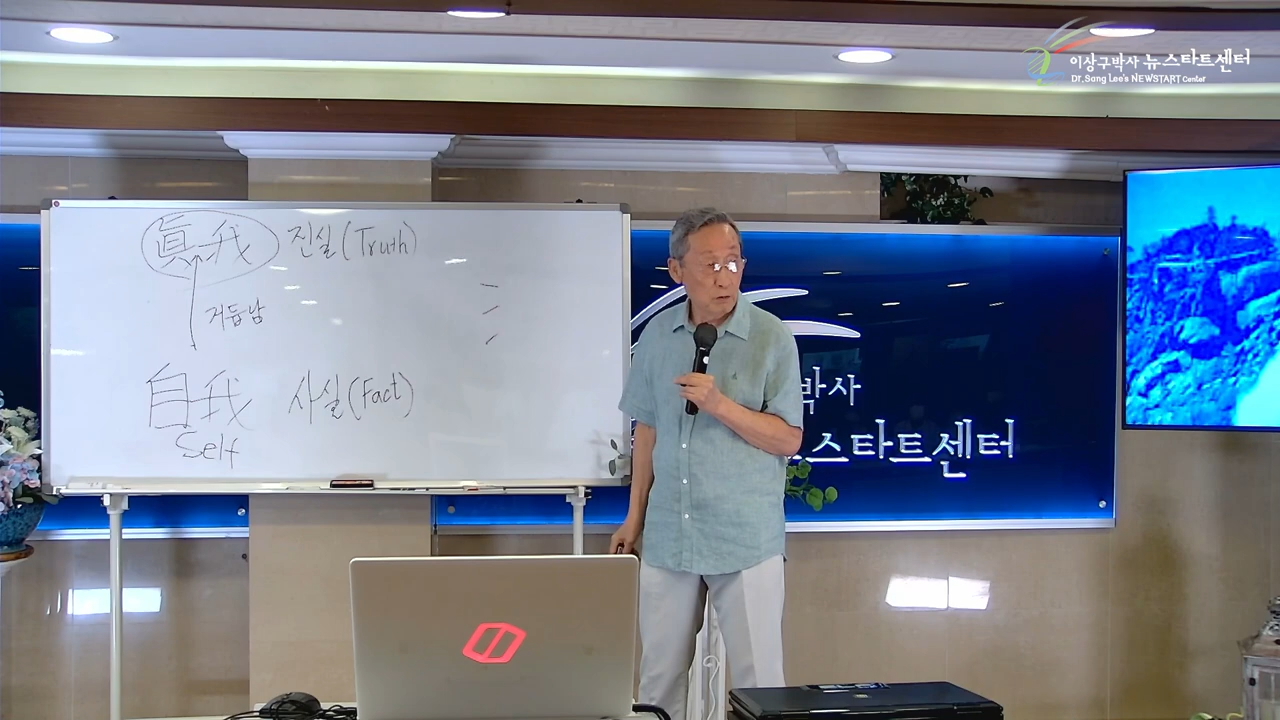 이상구박사 뉴스타트센터
Dr. Sang Lee's NEWSTART Center
眞我 진실(Truth)
거듭남
自我 사실(Fact)
Self
박사
스타트센터